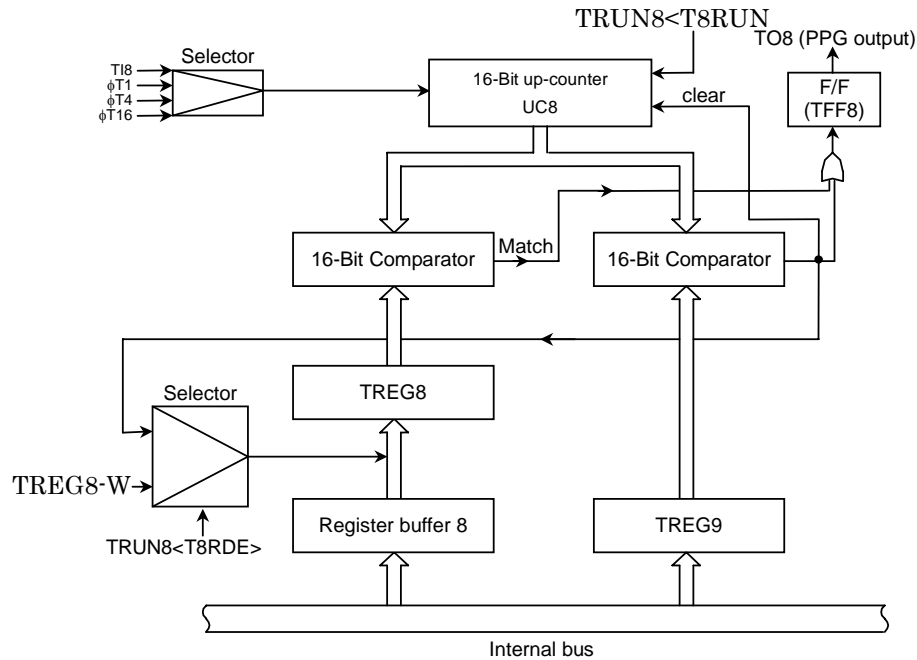 TRUN8<T8RUN
TO8 (PPG output)
Selector
TI8
ϕT1
ϕT4
ϕT16
16-Bit up-counter
UC8
clear
F/F
(TFF8)
16-Bit Comparator
Match
16-Bit Comparator
TREG8
Selector
TREG8-W
TRUN8<T8RDE>
Register buffer 8
TREG9
Internal bus